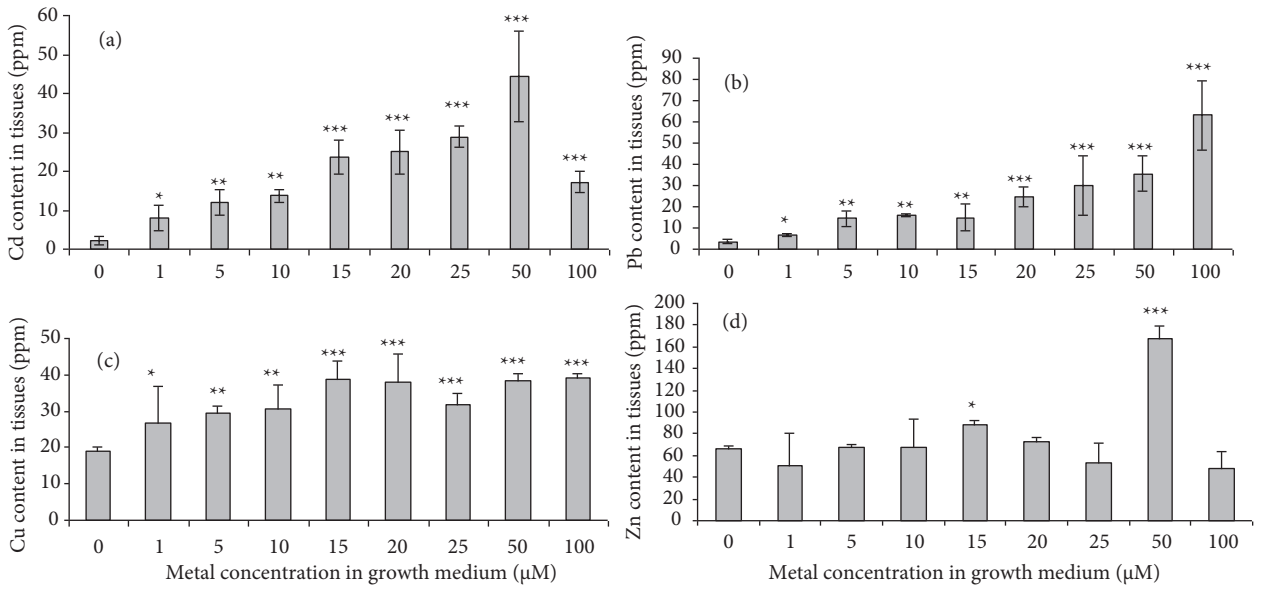 Cd content in tissues (ppm)
60
50
40
30
20
10
0
(a)
* ** ** *** *** *** *** ***
0 1 5 10 15 20 25 50 100
Pb content in tissues (ppm)
90
80
70
60
50
40
30
20
10
0
(b)
* ** ** ** *** *** *** ***
0 1 5 10 15 20 25 50 100
Cu content in tissues (ppm)
50
40
30
20
10
0
(c)
* ** ** *** *** *** *** ***
0 1 5 10 15 20 25 50 100
Metal concentration in growth medium (µM)
Zn content in tissues (ppm)
200
180
160
140
120
100
80
60
40
20
0
(d)
* ***
0 1 5 10 15 20 25 50 100
Metal concentration in growth medium (µM)